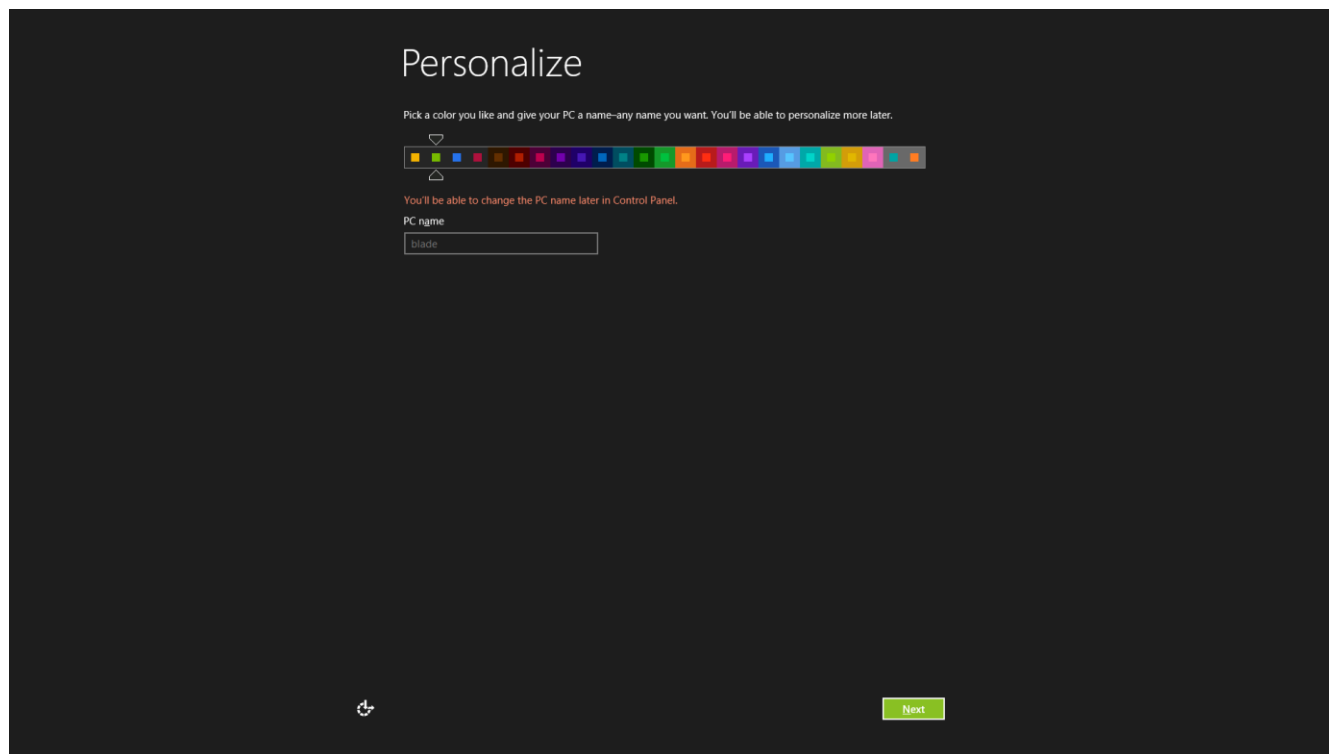 Personalize
Pick a color you like and give your PC a name–any name you want. You'll be able to personalize more later.
You'll be able to change the PC name later in Control Panel.
PC name
blade
Next